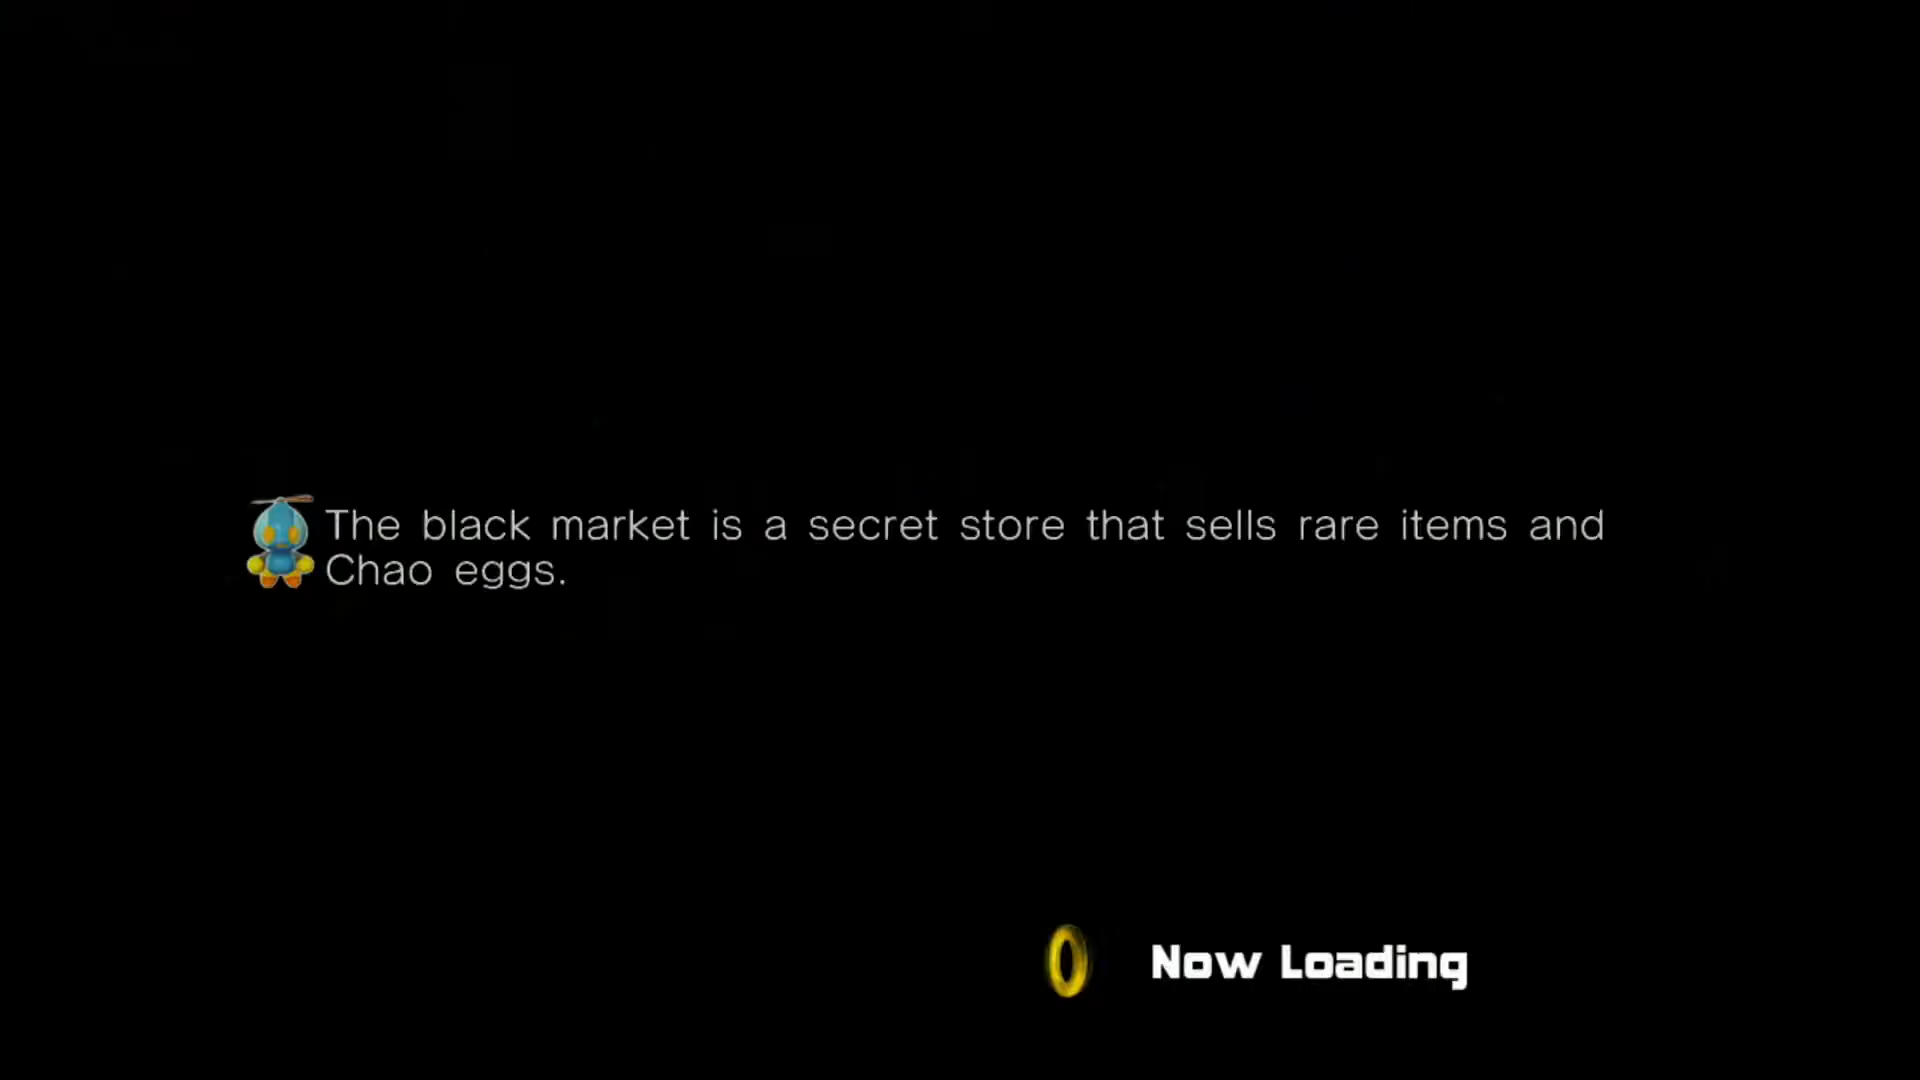 The black market is a secret store that sells rare items and
Chao eggs.
Now Loading